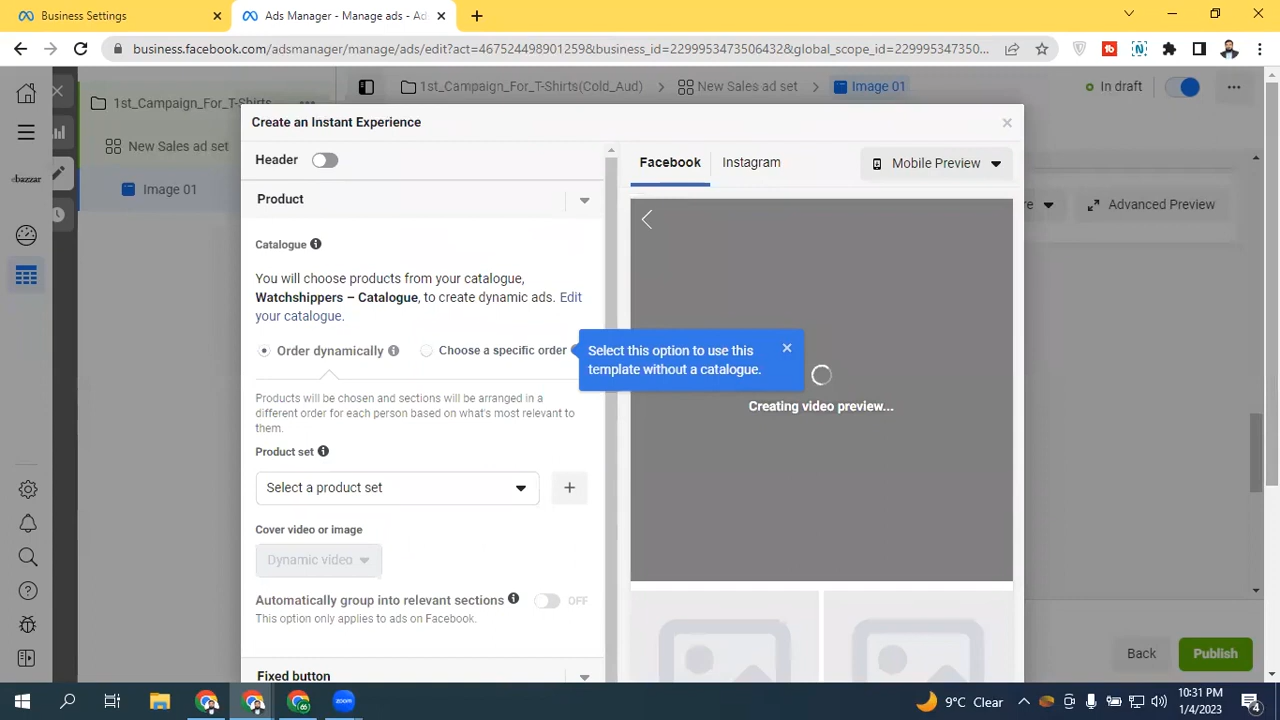 Business Settings
Ads Manager - Manage ads - Ad
business.facebook.com/adsmanager/manage/ads/edit?act=467524498901259&business_id=2299953473506432&global_scope_id=229995347350...
1st_Campaign_For_T-Shirts
1st_Campaign_For_T-Shirts(Cold_Aud)
New Sales ad set
Image 01
In draft
New Sales ad set
Image 01
ebazzar
Create an Instant Experience
Header
Product
Catalogue
You will choose products from your catalogue,
Watchshippers – Catalogue, to create dynamic ads. Edit
your catalogue.
Order dynamically
Choose a specific order
Products will be chosen and sections will be arranged in a
different order for each person based on what's most relevant to
them.
Product set
Select a product set
+
Cover video or image
Dynamic video
Automatically group into relevant sections
OFF
This option only applies to ads on Facebook.
Fixed button
Facebook
Instagram
Mobile Preview
Select this option to use this
template without a catalogue.
Creating video preview...
re
Advanced Preview
Back
Publish
9°C Clear
10:31 PM
1/4/2023
4